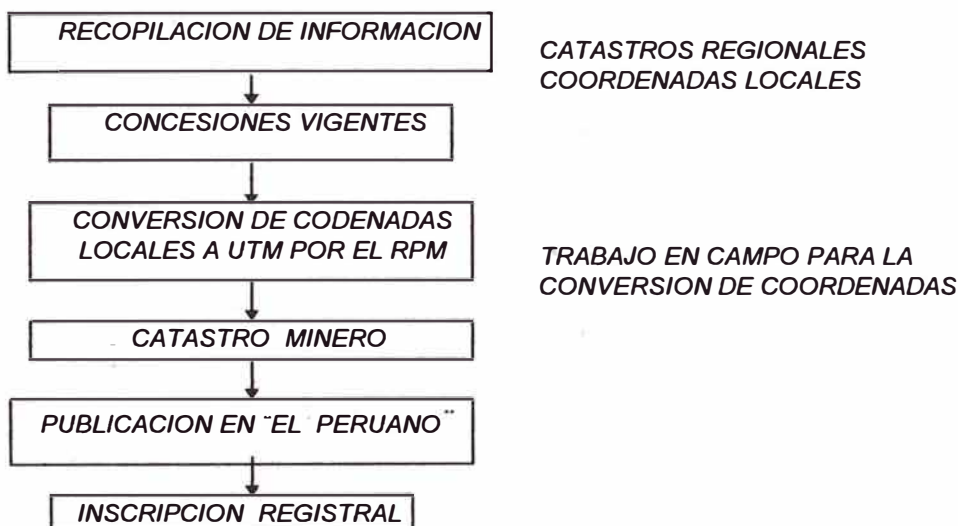 RECOPILACION DE INFORMACION
CATASTROS REGIONALES
COORDENADAS LOCALES
CONCESIONES VIGENTES
CONVERSION DE CODENADAS
LOCALES A UTM POR EL RPM
TRABAJO EN CAMPO PARA LA
CONVERSION DE COORDENADAS
CATASTRO MINERO
PUBLICACION EN ¨EL PERUANO¨
INSCRIPCION REGISTRAL